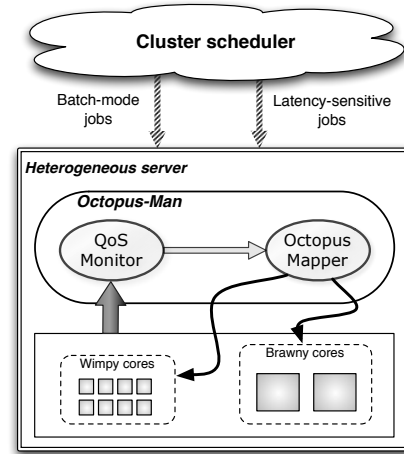 Cluster scheduler
Batch-mode
jobs
Latency-sensitive
jobs
Heterogeneous server
Octopus-Man
QoS
Monitor
Octopus
Mapper
Wimpy cores
Brawny cores